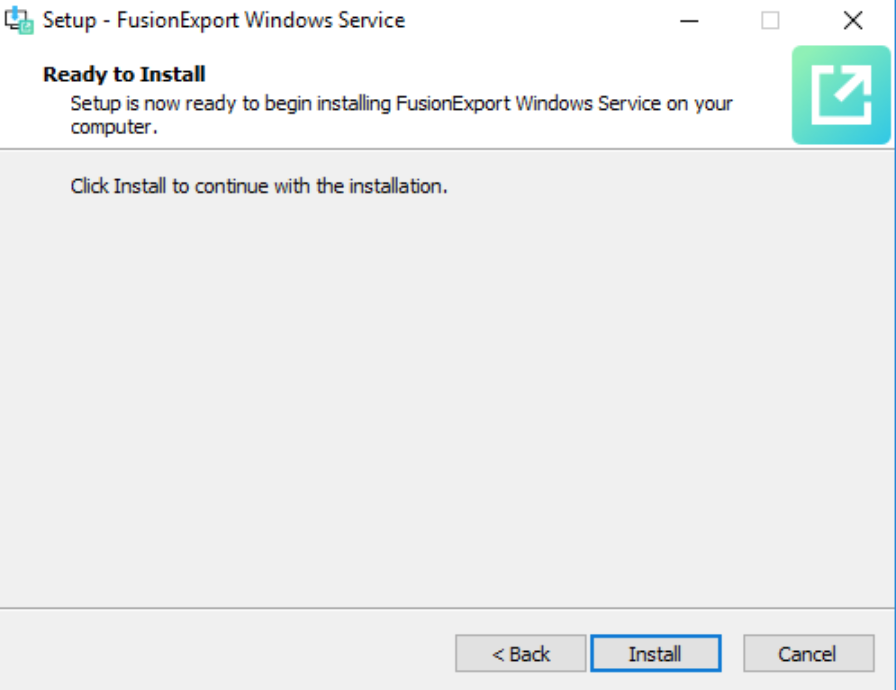 Setup - FusionExport Windows Service
Ready to Install
Setup is now ready to begin installing FusionExport Windows Service on your
computer.
Click Install to continue with the installation.
< Back
Install
Cancel